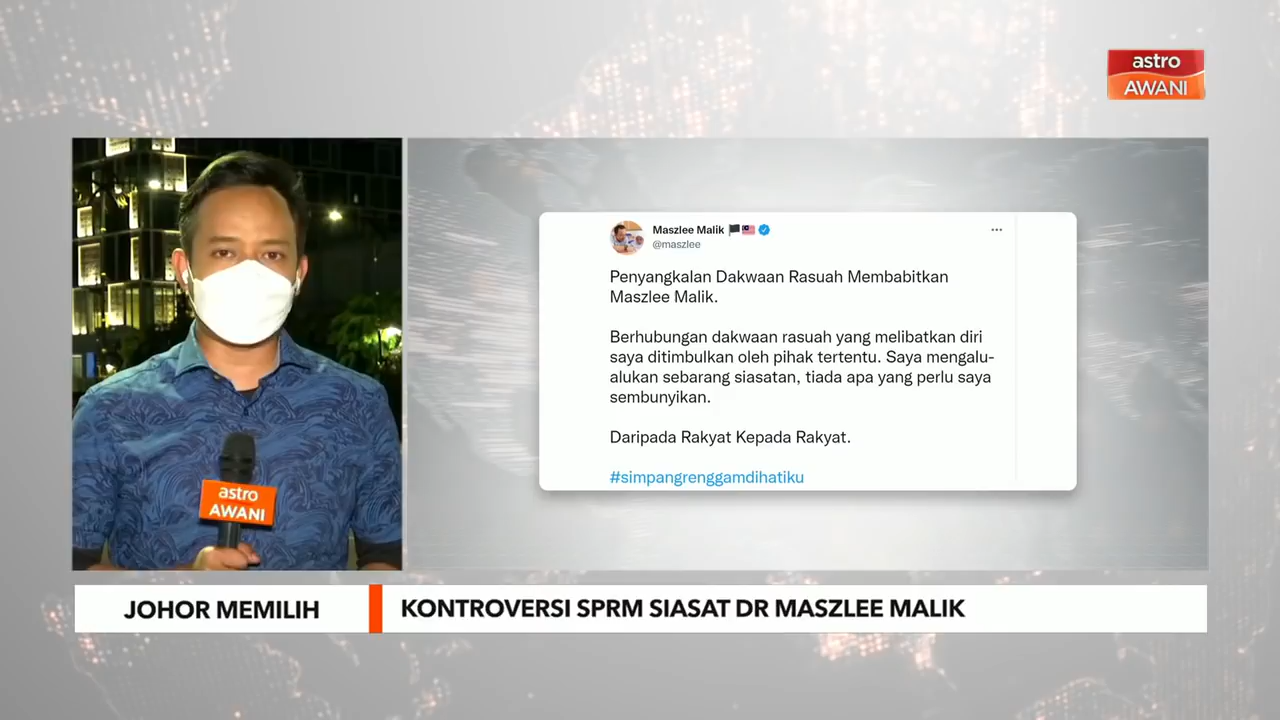 astro
AWANI
Maszlee Malik
@maszlee
Penyangkalan Dakwaan Rasuah Membabitkan
Maszlee Malik.
Berhubungan dakwaan rasuah yang melibatkan diri
saya ditimbulkan oleh pihak tertentu. Saya mengalu-
alukan sebarang siasatan, tiada apa yang perlu saya
sembunyikan.
Daripada Rakyat Kepada Rakyat.
#simpangrenggamdihatiku
astro
AWANI
JOHOR MEMILIH
KONTROVERSI SPRM SIASAT DR MASZLEE MALIK